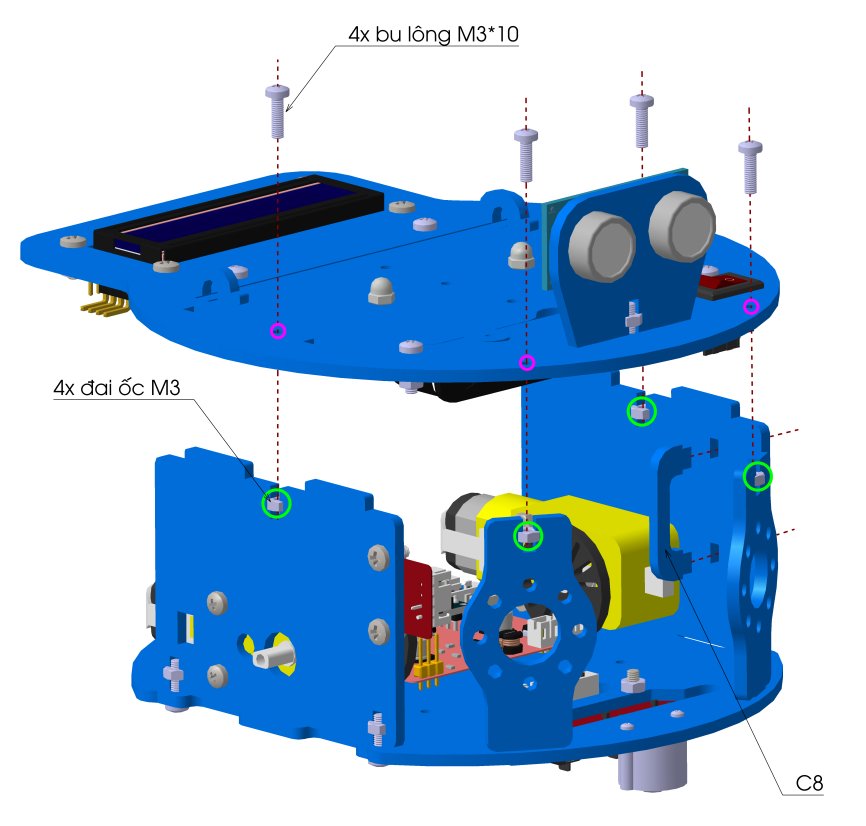 4x bu lông M3*10
4x đai ốc M3
C8